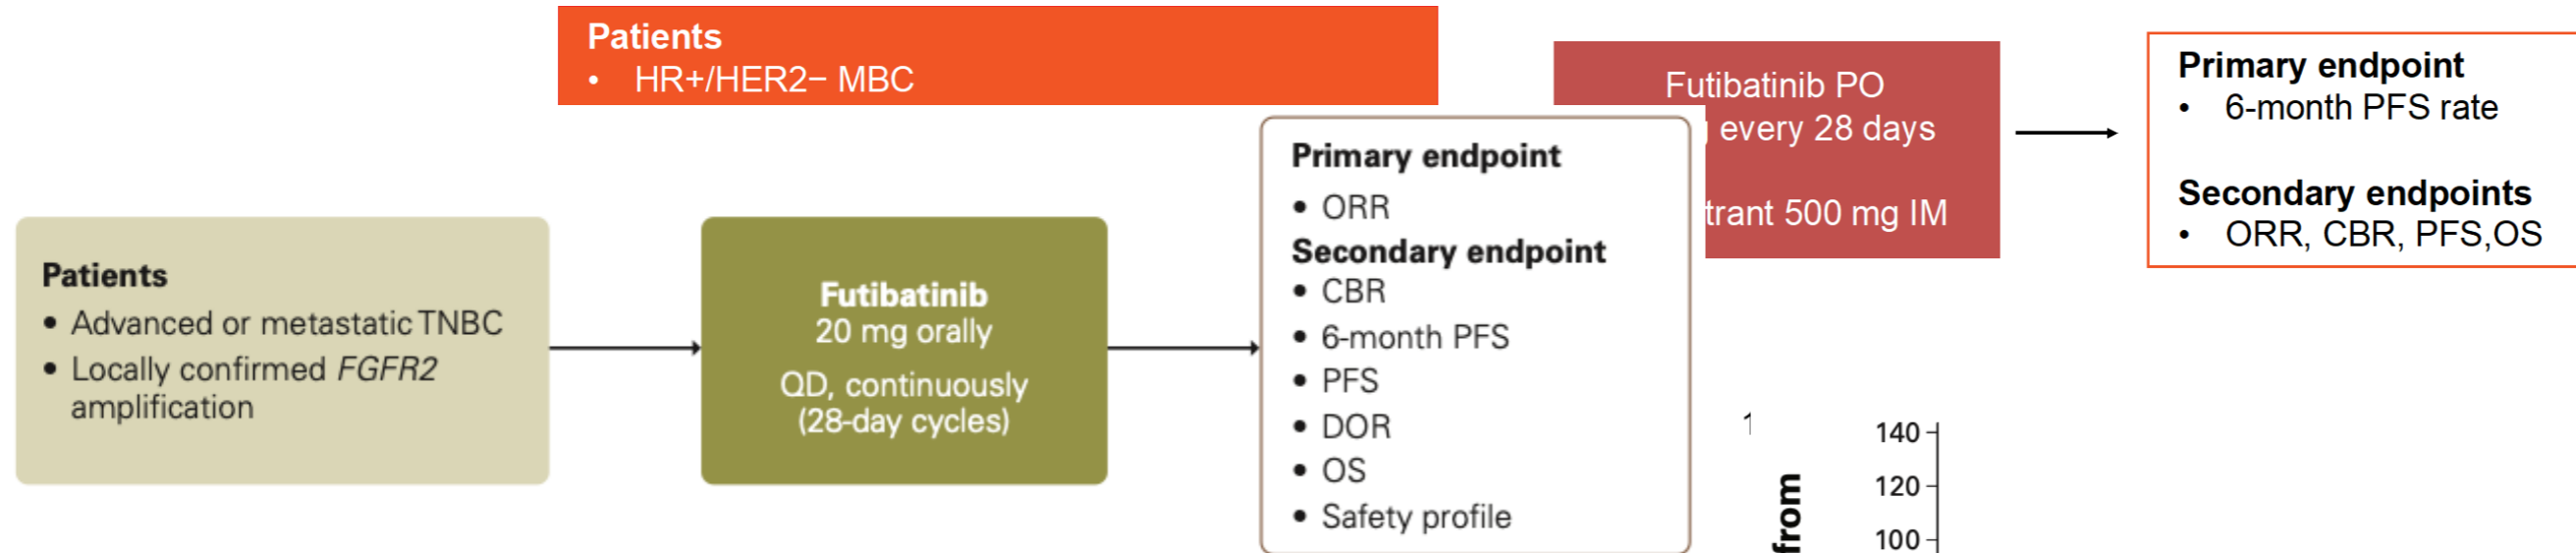 Patients
• HR+/HER2− MBC
Futibatinib PO
every 28 days
500 mg IM
Primary endpoint
• 6-month PFS rate
Secondary endpoints
• ORR, CBR, PFS,OS
Patients
• Advanced or metastatic TNBC
• Locally confirmed FGFR2
amplification
Futibatinib
20 mg orally
QD, continuously
(28-day cycles)
Primary endpoint
• ORR
Secondary endpoint
• CBR
• 6-month PFS
• PFS
• DOR
• OS
• Safety profile
140
120
100
from